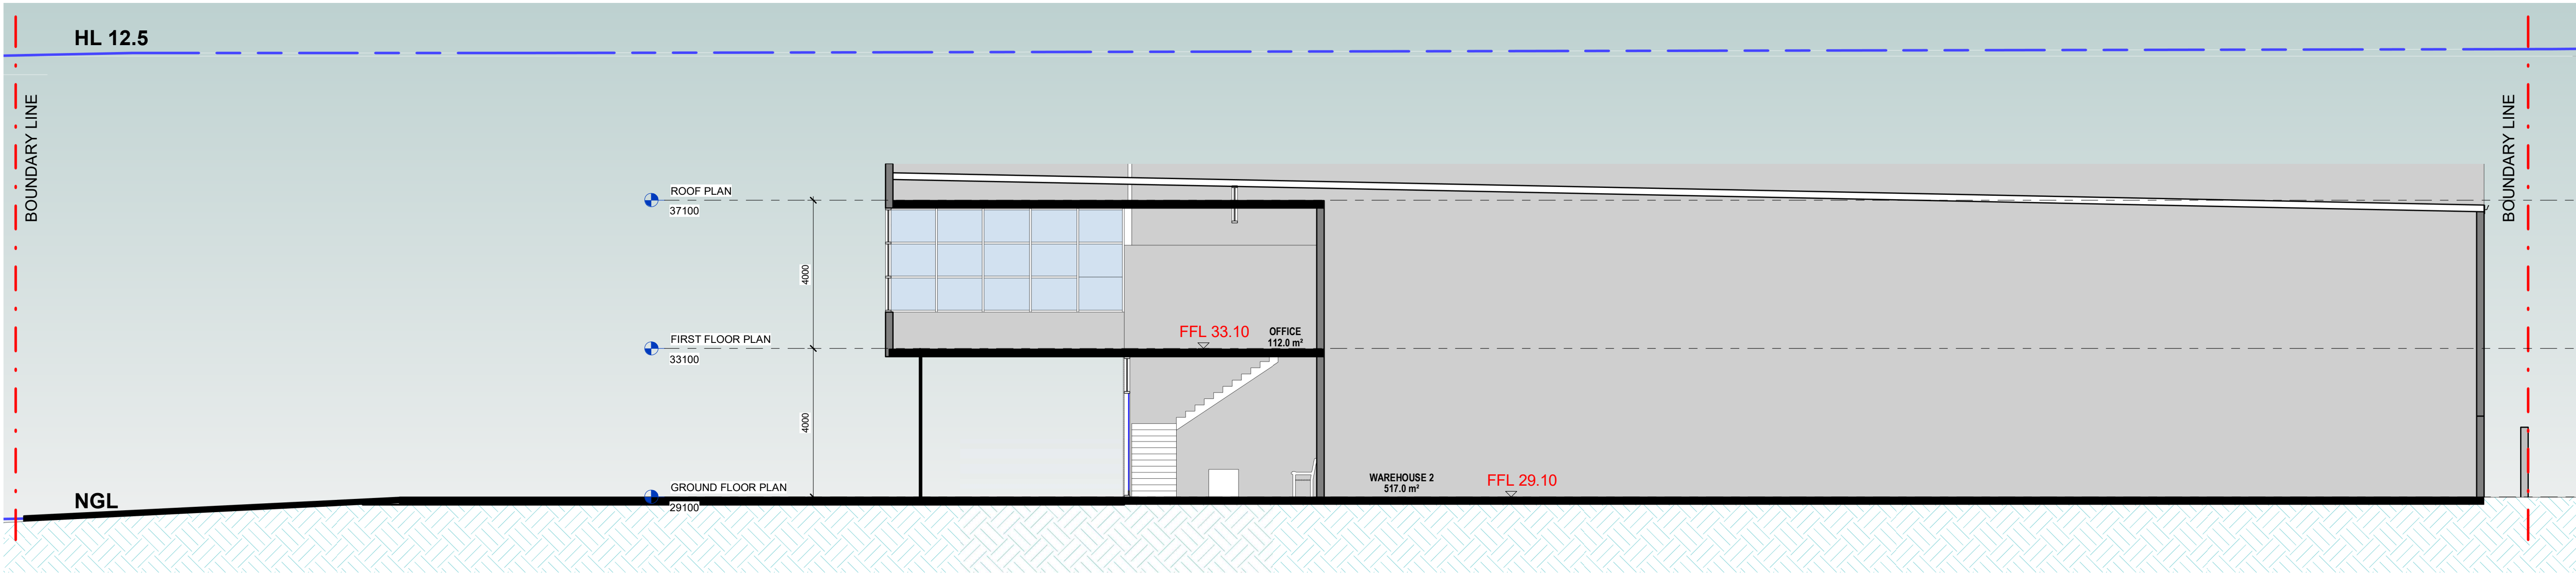 HL 12.5
BOUNDARY LINE
BOUNDARY LINE
ROOF PLAN
37100
4000
FIRST FLOOR PLAN
33100
FFL 33.10
OFFICE
112.0 m²
4000
GROUND FLOOR PLAN
29100
WAREHOUSE 2
517.0 m²
FFL 29.10
NGL